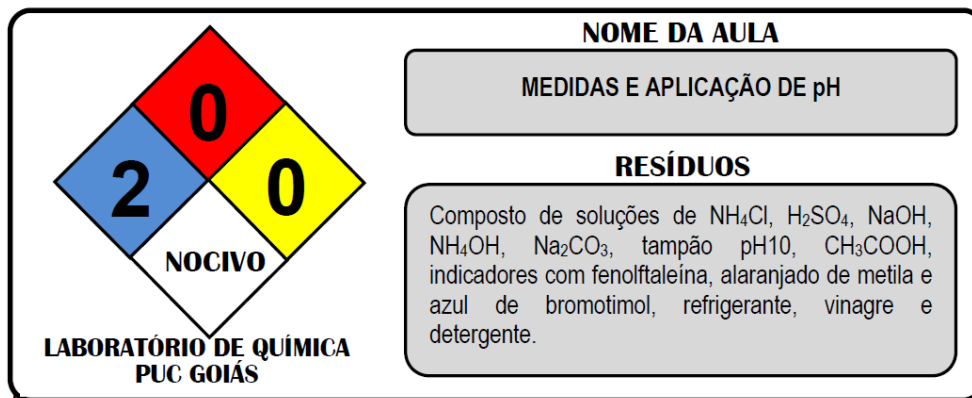 0
2
0
NOCIVO
LABORATÓRIO DE QUÍMICA
PUC GOIÁS
NOME DA AULA
MEDIDAS E APLICAÇÃO DE pH
RESÍDUOS
Composto de soluções de NH₄Cl, H₂SO₄, NaOH,
NH₄OH, Na₂CO₃, tampão pH10, CH₃COOH,
indicadores com fenolftaleína, alaranjado de metila e
azul de bromotimol, refrigerante, vinagre e
detergente.